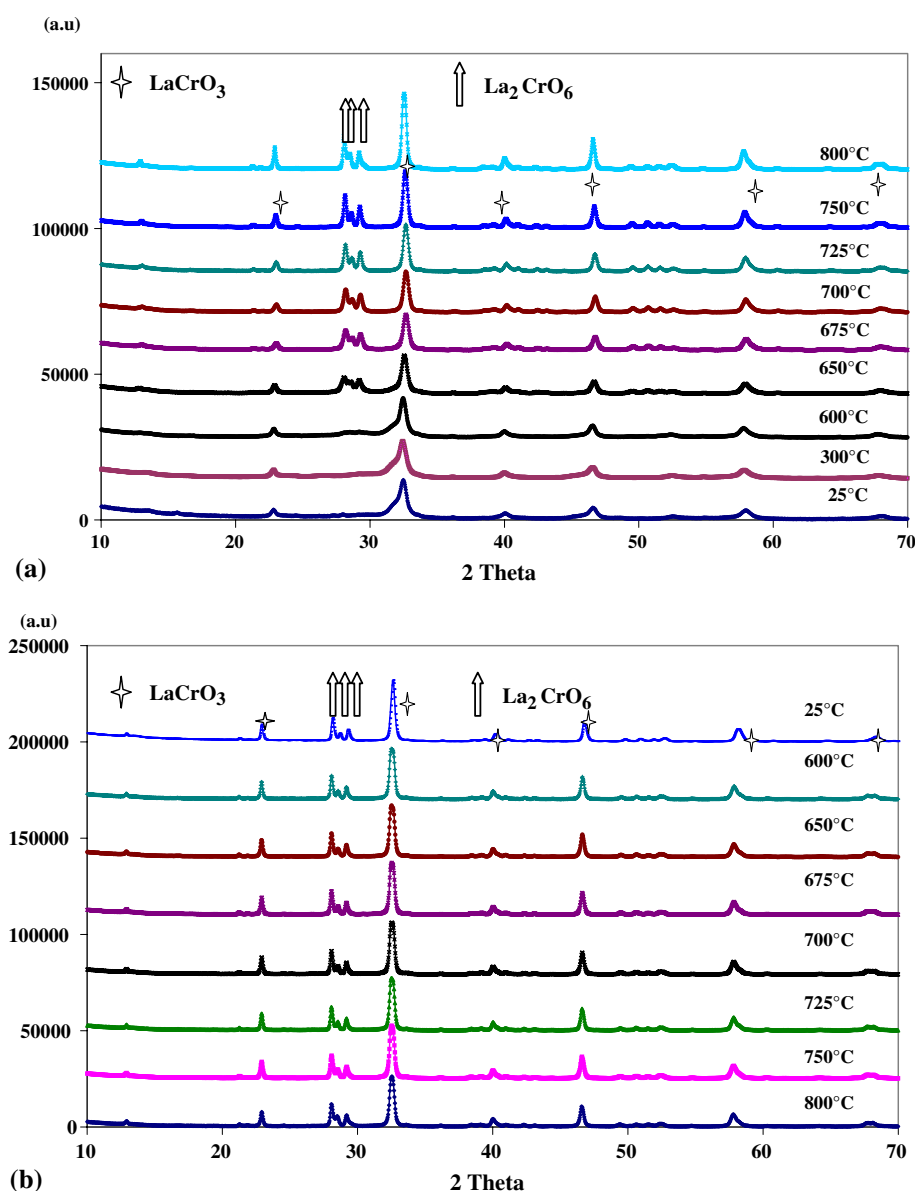 (a.u)
150000
LaCrO3
La2 CrO6
800°C
100000
750°C
725°C
700°C
675°C
50000
650°C
600°C
300°C
25°C
0
10 20 30 40 50 60 70
(a)
2 Theta
(a.u)
250000
LaCrO3
La2 CrO6
25°C
200000
600°C
150000
650°C
675°C
100000
700°C
725°C
50000
750°C
800°C
0
10 20 30 40 50 60 70
(b)
2 Theta